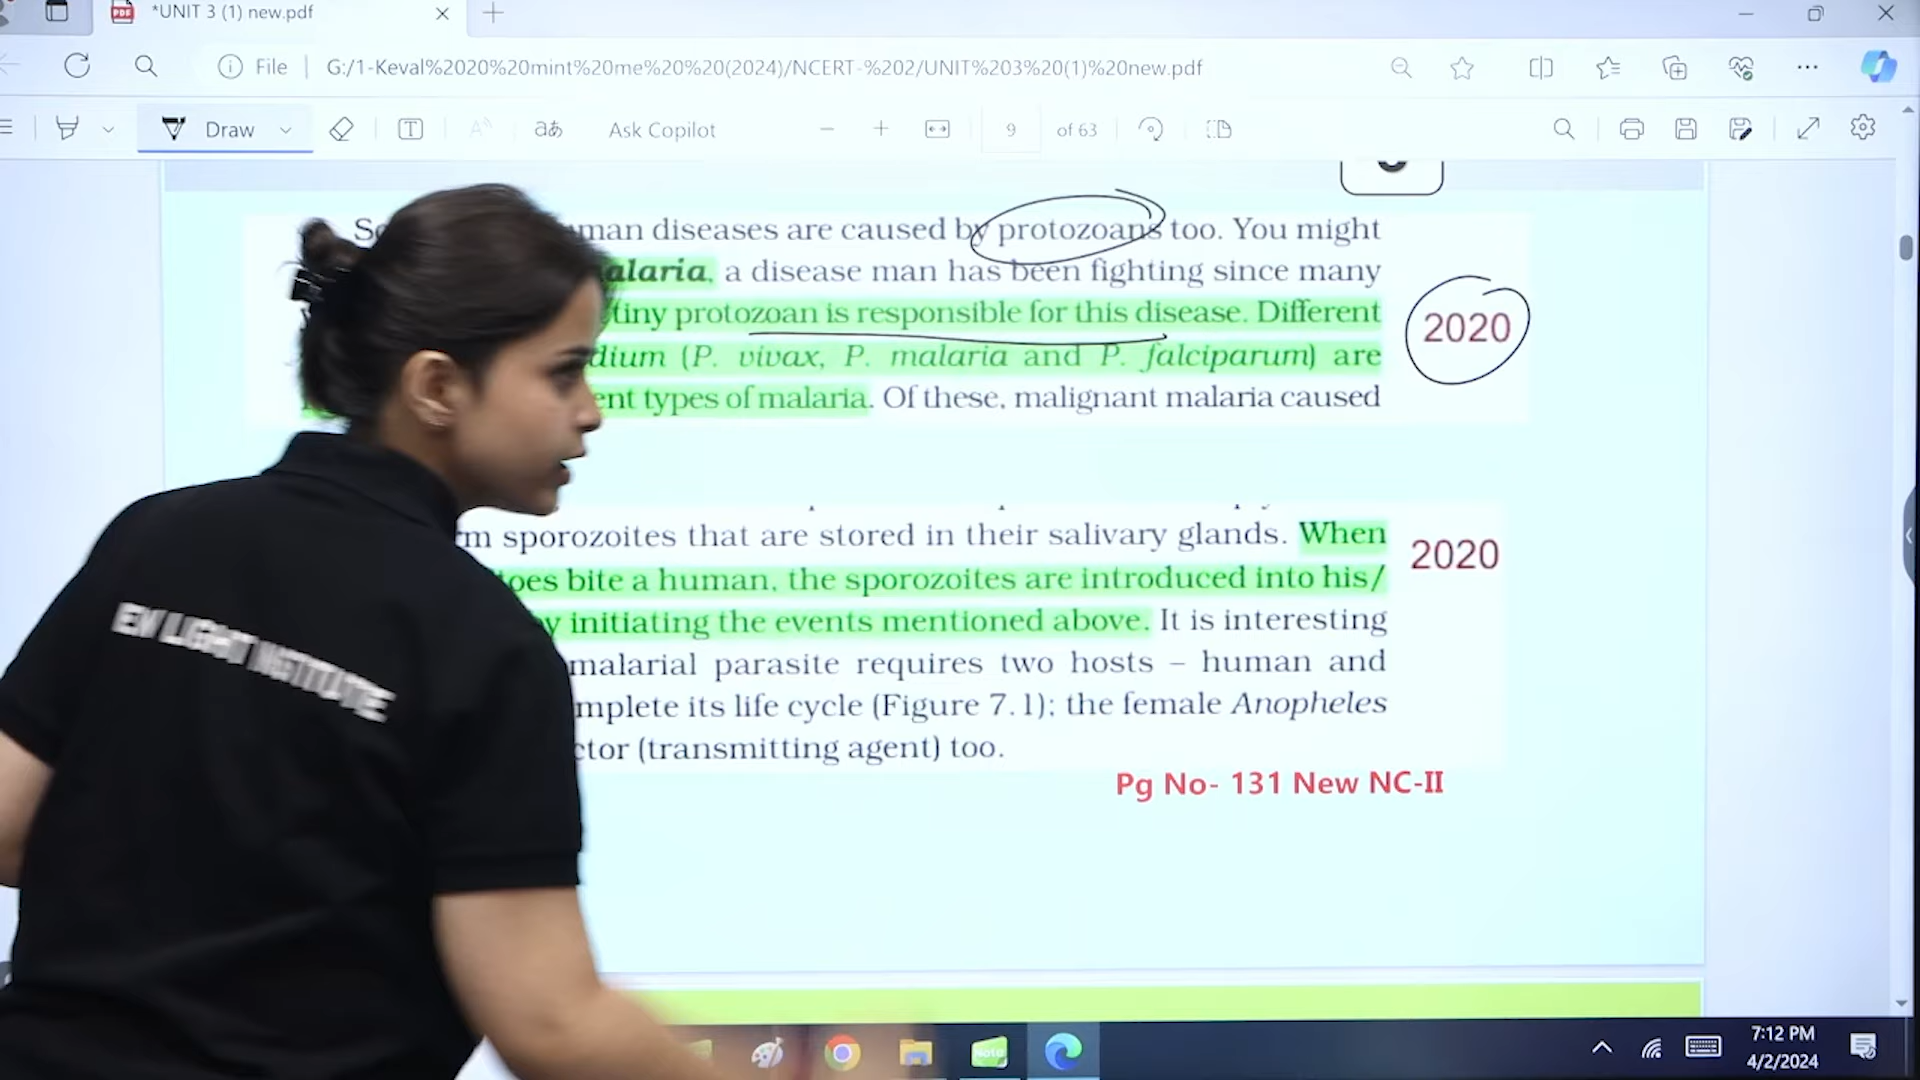 *UNIT 3 (1) new.pdf
File
G:/1-Keval%2020%20mint%20me%20%20(2024)/NCERT-%202/UNIT%203%20(1)%20new.pdf
Draw
T
aあ
Ask Copilot
9 of 63
man diseases are caused by protozoans too. You might
alaria, a disease man has been fighting since many
tiny protozoan is responsible for this disease. Different
dium (P. vivax, P. malaria and P. falciparum) are
ent types of malaria. Of these, malignant malaria caused
2020
m sporozoites that are stored in their salivary glands. When
toes bite a human, the sporozoites are introduced into his/
y initiating the events mentioned above. It is interesting
malarial parasite requires two hosts – human and
mplete its life cycle (Figure 7.1); the female Anopheles
ctor (transmitting agent) too.
2020
Pg No- 131 New NC-II
7:12 PM
4/2/2024